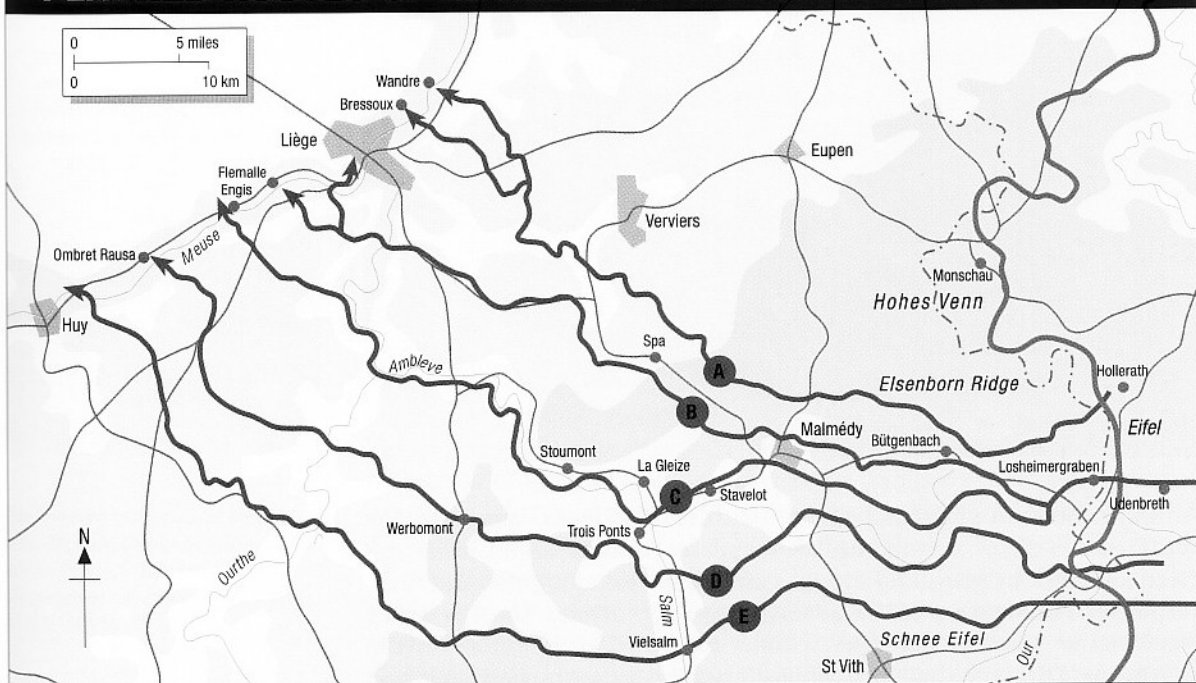 0 5 miles
0 10 km
Wandre
Bressoux
Liège
Eupen
Flemalle
Engis
Verviers
Ombret Rausa
Meuse
Monschau
Hohes Venn
Huy
Spa
A
Ambleve
Elsenborn Ridge
Hollerath
B
Malmédy
Eifel
Bütgenbach
Stoumont
La Gleize
Losheimergraben
C
Stavelot
Udenbreth
Werbomont
Trois Ponts
N
Ourthe
D
Salm
E
Schnee Eifel
Vielsalm
Our
St Vith